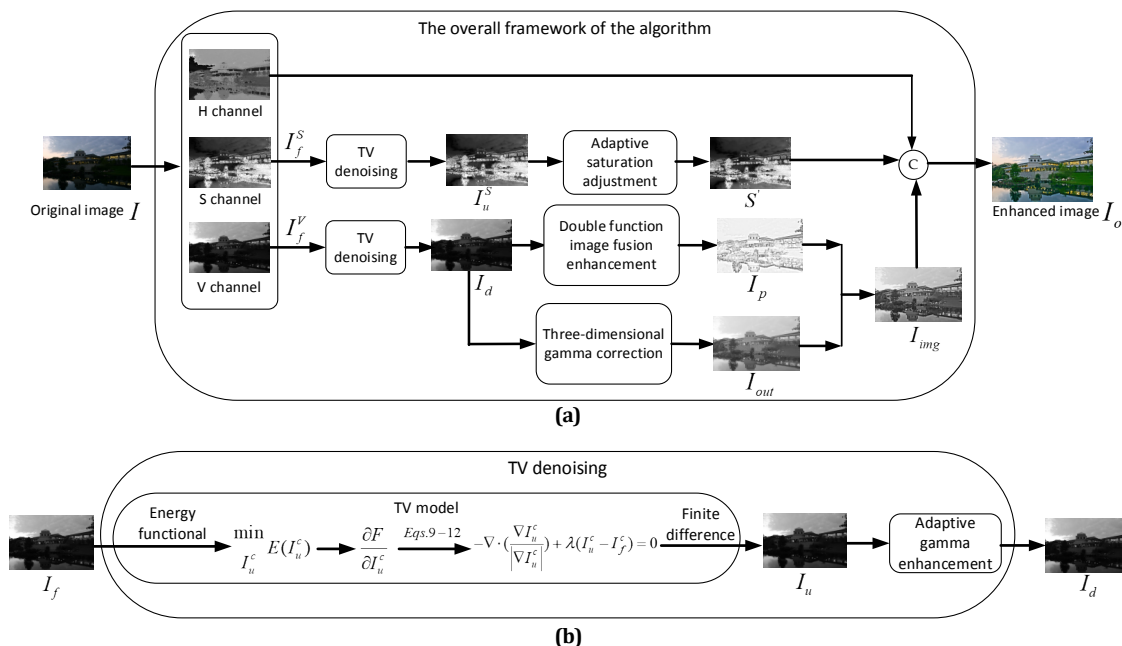 The overall framework of the algorithm
H channel
Original image I
I_f^S
TV
denoising
I_u^S
Adaptive
saturation
adjustment
S'
C
S channel
Enhanced image I_o
I_f^V
TV
denoising
I_d
Double function
image fusion
enhancement
I_p
V channel
Three-dimensional
gamma correction
I_out
I_img
(a)
TV denoising
TV model
Energy
functional
min E(I_u^c)
I_u^c
∂F
∂I_u^c
Eqs.9−12
−∇·(∇I_u^c/|∇I_u^c|)+λ(I_u^c−I_f^c)=0
Finite
difference
Adaptive
gamma
enhancement
I_f
I_u
I_d
(b)